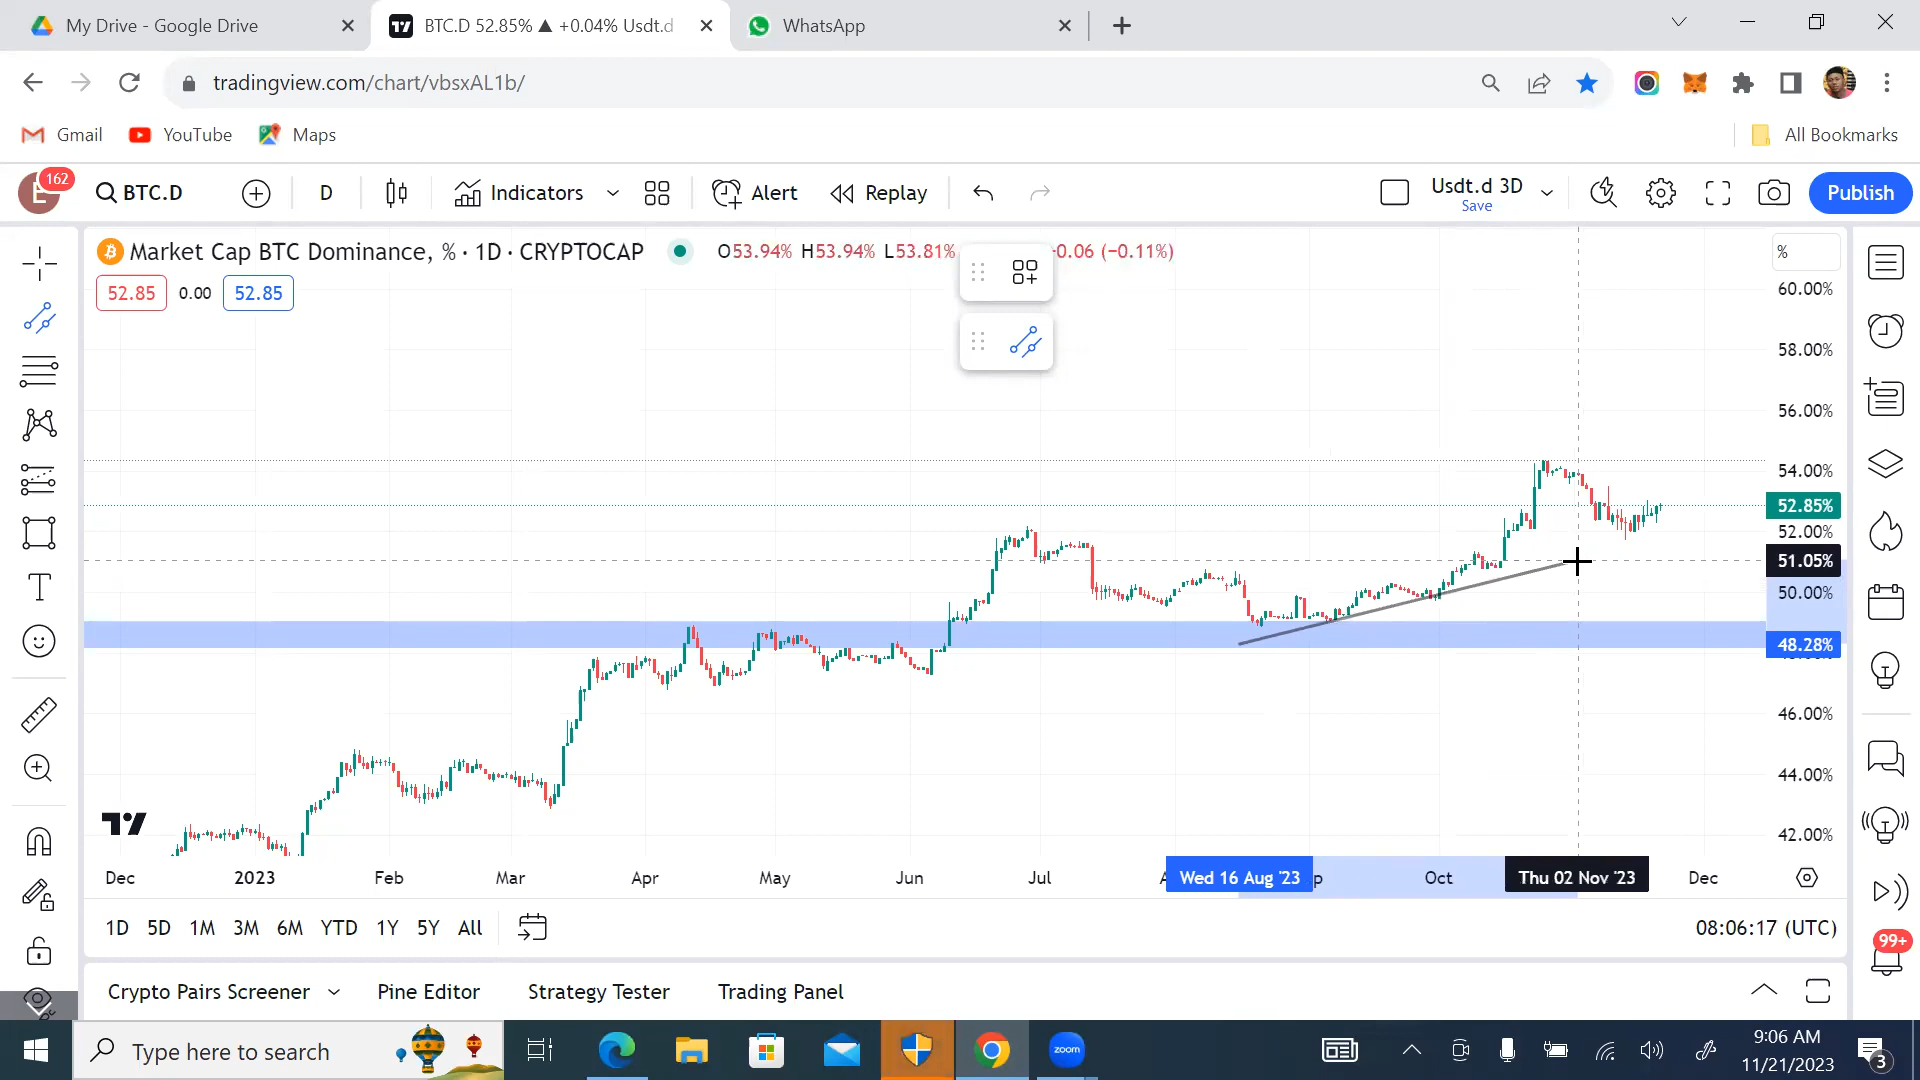 My Drive - Google Drive
BTC.D 52.85% ▲ +0.04% Usdt.d
WhatsApp
tradingview.com/chart/vbsxAL1b/
Gmail
YouTube
Maps
All Bookmarks
E
162
BTC.D
D
Indicators
Alert
Replay
Usdt.d 3D
Save
Publish
Market Cap BTC Dominance, % · 1D · CRYPTOCAP
O53.94% H53.94% L53.81%
-0.06 (−0.11%)
52.85
0.00
52.85
%
60.00%
58.00%
56.00%
54.00%
52.85%
52.00%
51.05%
50.00%
48.28%
46.00%
44.00%
42.00%
Dec
2023
Feb
Mar
Apr
May
Jun
Jul
Wed 16 Aug '23
Oct
Thu 02 Nov '23
Dec
1D
5D
1M
3M
6M
YTD
1Y
5Y
All
08:06:17 (UTC)
99+
Crypto Pairs Screener
Pine Editor
Strategy Tester
Trading Panel
Type here to search
zoom
9:06 AM
11/21/2023
3